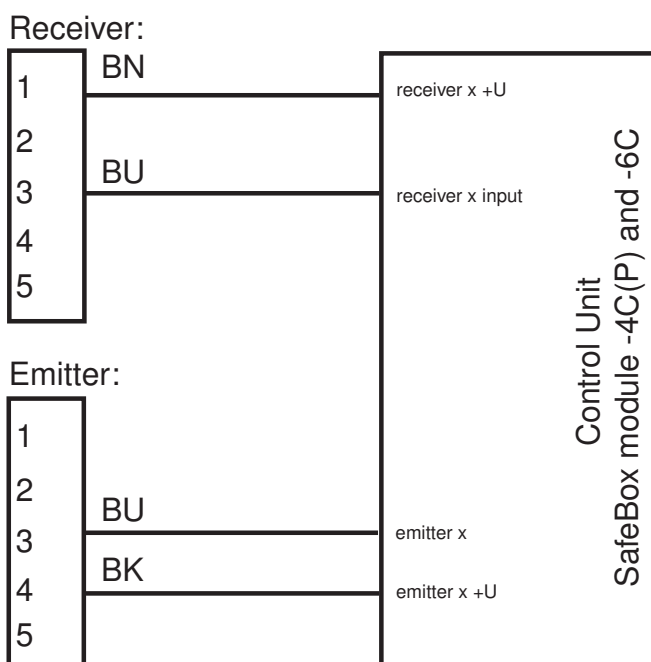 Receiver:
1
BN
receiver x +U
2
3
BU
receiver x input
4
5
Emitter:
1
2
3
BU
emitter x
4
BK
emitter x +U
5
Control Unit
SafeBox module -4C(P) and -6C